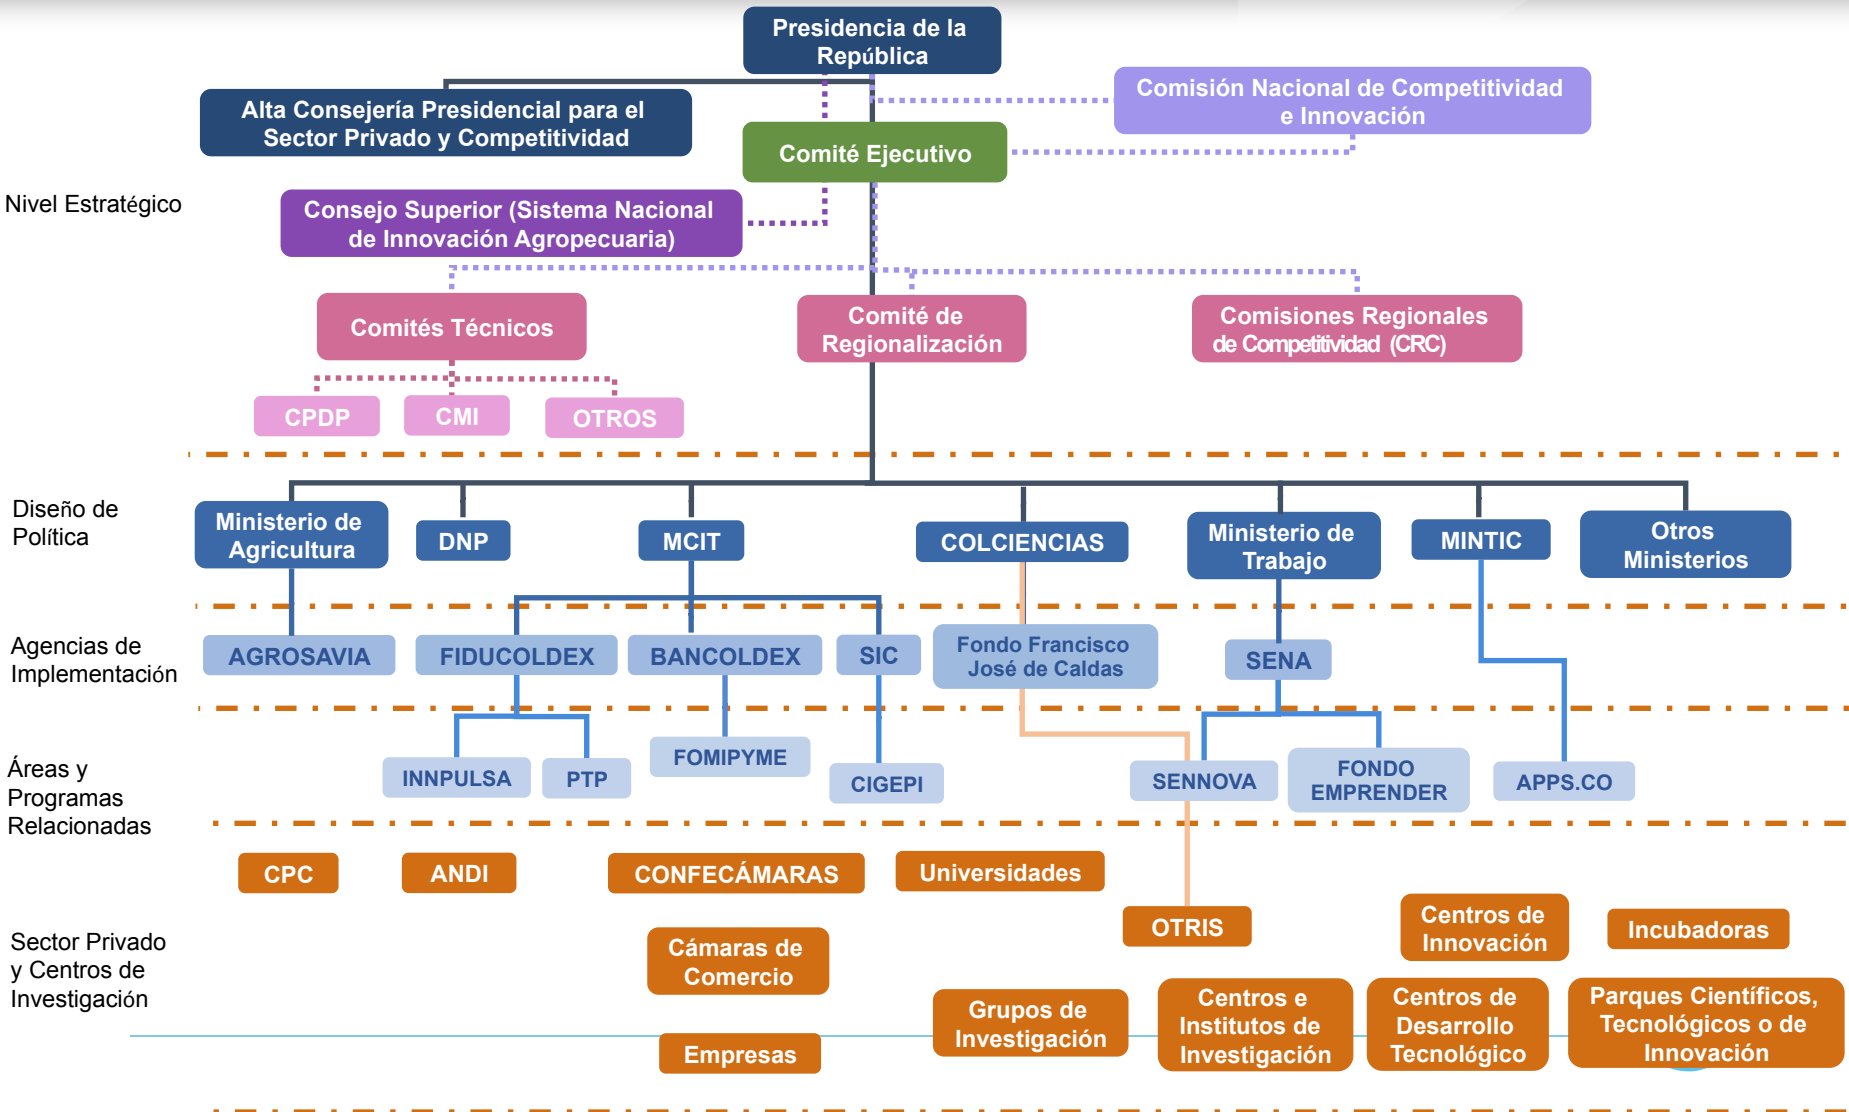 Presidencia de la
República
Alta Consejería Presidencial para el
Sector Privado y Competitividad
Comisión Nacional de Competitividad
e Innovación
Comité Ejecutivo
Nivel Estratégico
Consejo Superior (Sistema Nacional
de Innovación Agropecuaria)
Comités Técnicos
Comité de
Regionalización
Comisiones Regionales
de Competitividad (CRC)
CPDP
CMI
OTROS
Diseño de
Política
Ministerio de
Agricultura
DNP
MCIT
COLCIENCIAS
Ministerio de
Trabajo
MINTIC
Otros
Ministerios
Agencias de
Implementación
AGROSAVIA
FIDUCOLDEX
BANCOLDEX
SIC
Fondo Francisco
José de Caldas
SENA
Áreas y
Programas
Relacionadas
INNPULSA
PTP
FOMIPYME
CIGEPI
SENNOVA
FONDO
EMPRENDER
APPS.CO
CPC
ANDI
CONFECÁMARAS
Universidades
OTRIS
Centros de
Innovación
Incubadoras
Sector Privado
y Centros de
Investigación
Cámaras de
Comercio
Empresas
Grupos de
Investigación
Centros e
Institutos de
Investigación
Centros de
Desarrollo
Tecnológico
Parques Científicos,
Tecnológicos o de
Innovación